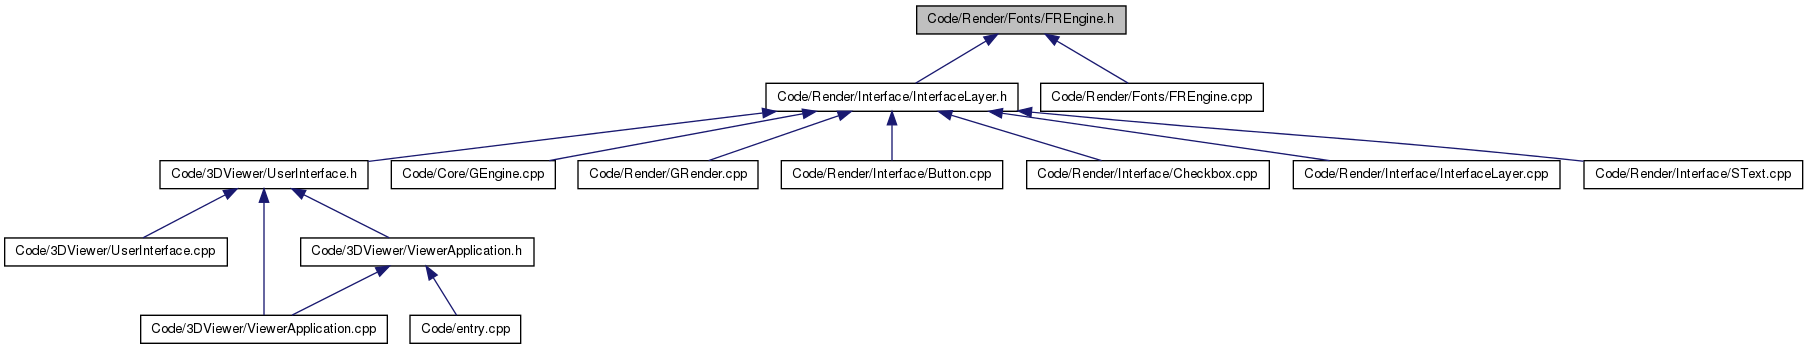 Code/Render/Fonts/FREngine.h
Code/Render/Interface/InterfaceLayer.h
Code/Render/Fonts/FREngine.cpp
Code/3DViewer/UserInterface.h
Code/Core/GEngine.cpp
Code/Render/GRender.cpp
Code/Render/Interface/Button.cpp
Code/Render/Interface/Checkbox.cpp
Code/Render/Interface/InterfaceLayer.cpp
Code/Render/Interface/SText.cpp
Code/3DViewer/UserInterface.cpp
Code/3DViewer/ViewerApplication.h
Code/3DViewer/ViewerApplication.cpp
Code/entry.cpp